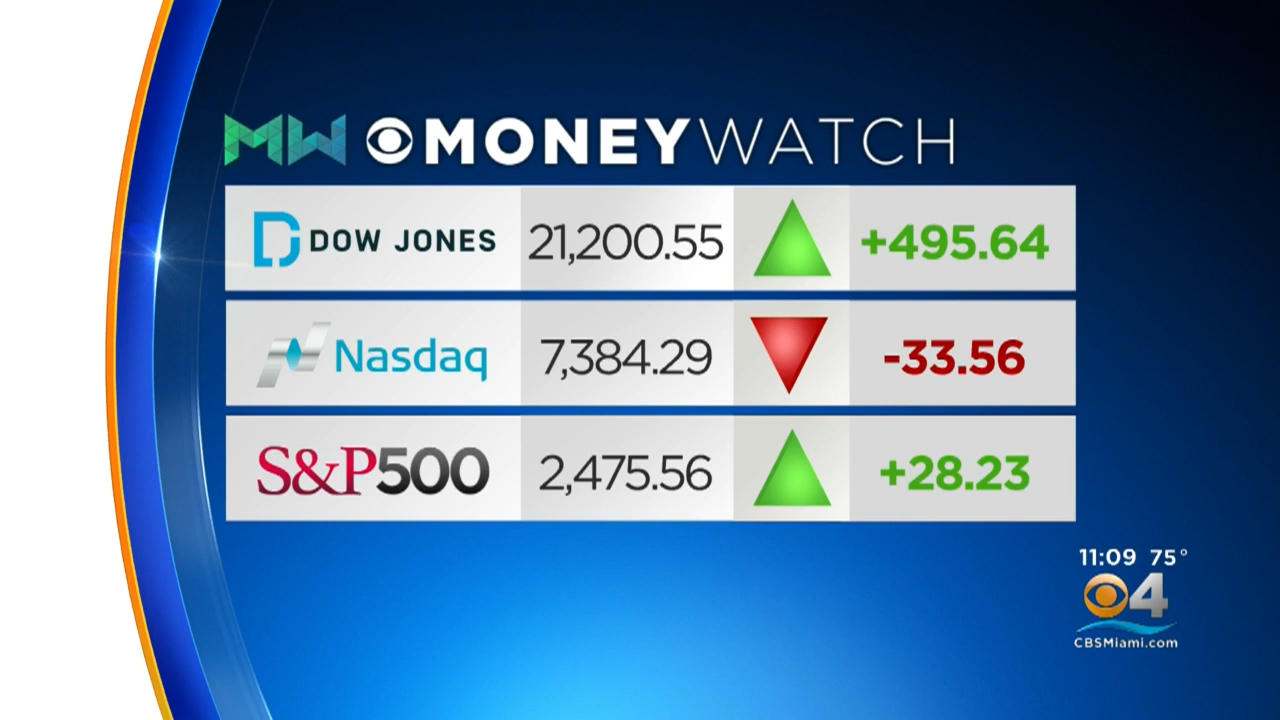 MW MONEYWATCH
DOW JONES 21,200.55 +495.64
Nasdaq 7,384.29 -33.56
S&P500 2,475.56 +28.23
11:09 75°
4
CBSMiami.com